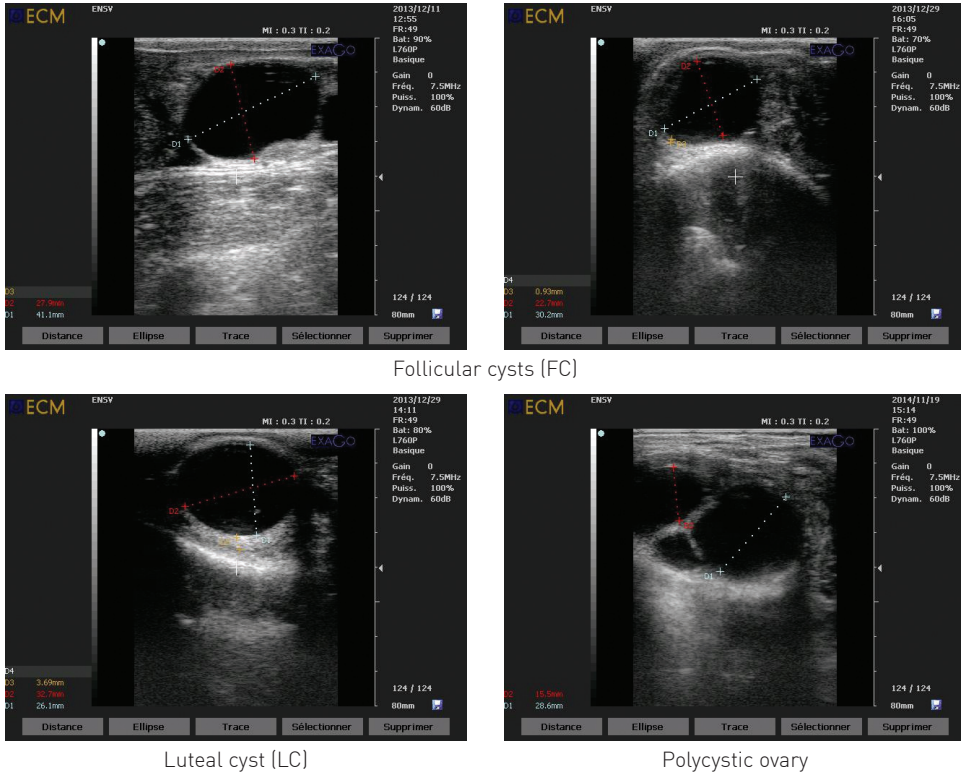 ECM
ENSV
MI : 0.3 TI : 0.2
EXAGO
2013/12/11
12:55
FR:49
Bat: 90%
L760P
Basique
Gain 0
Fréq. 7.5MHz
Puiss. 100%
Dynam. 60dB
D2
D1
D3
D2 27.9mm
D1 41.1mm
124 / 124
80mm
Distance Ellipse Trace Sélectionner Supprimer
ECM
ENSV
MI : 0.3 TI : 0.2
EXAGO
2013/12/29
16:05
FR:49
Bat: 70%
L760P
Basique
Gain 0
Fréq. 7.5MHz
Puiss. 100%
Dynam. 60dB
D2
D1
D3
D4
D3 0.93mm
D2 22.7mm
D1 30.2mm
124 / 124
80mm
Distance Ellipse Trace Sélectionner Supprimer
Follicular cysts (FC)
ECM
ENSV
MI : 0.3 TI : 0.2
EXAGO
2013/12/29
14:11
FR:49
Bat: 80%
L760P
Basique
Gain 0
Fréq. 7.5MHz
Puiss. 100%
Dynam. 60dB
D2
D1
D3
D4
D3 3.69mm
D2 32.7mm
D1 26.1mm
124 / 124
80mm
Distance Ellipse Trace Sélectionner Supprimer
Luteal cyst (LC)
ECM
ENSV
MI : 0.3 TI : 0.2
EXAGO
2014/11/19
15:14
FR:49
Bat: 100%
L760P
Basique
Gain 0
Fréq. 7.5MHz
Puiss. 100%
Dynam. 60dB
D2
D1
D2 15.5mm
D1 28.6mm
124 / 124
80mm
Distance Ellipse Trace Sélectionner Supprimer
Polycystic ovary